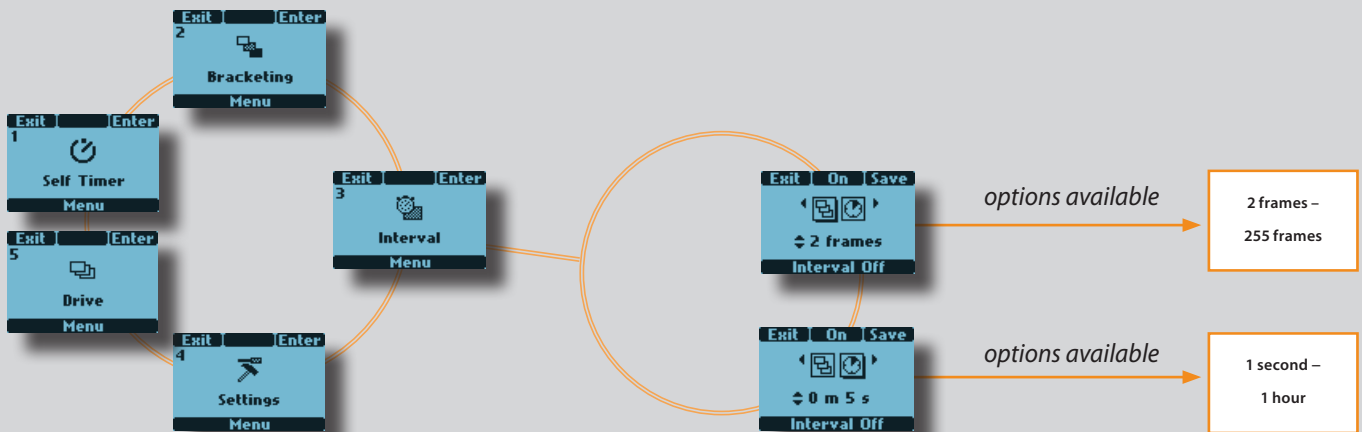 Exit Enter
2
Bracketing
Menu
Exit Enter
1
Self Timer
Menu
Exit Enter
3
Interval
Menu
Exit Enter
5
Drive
Menu
Exit Enter
4
Settings
Menu
Exit On Save
2 frames
Interval Off
options available
2 frames –
255 frames
Exit On Save
0 m 5 s
Interval Off
options available
1 second –
1 hour